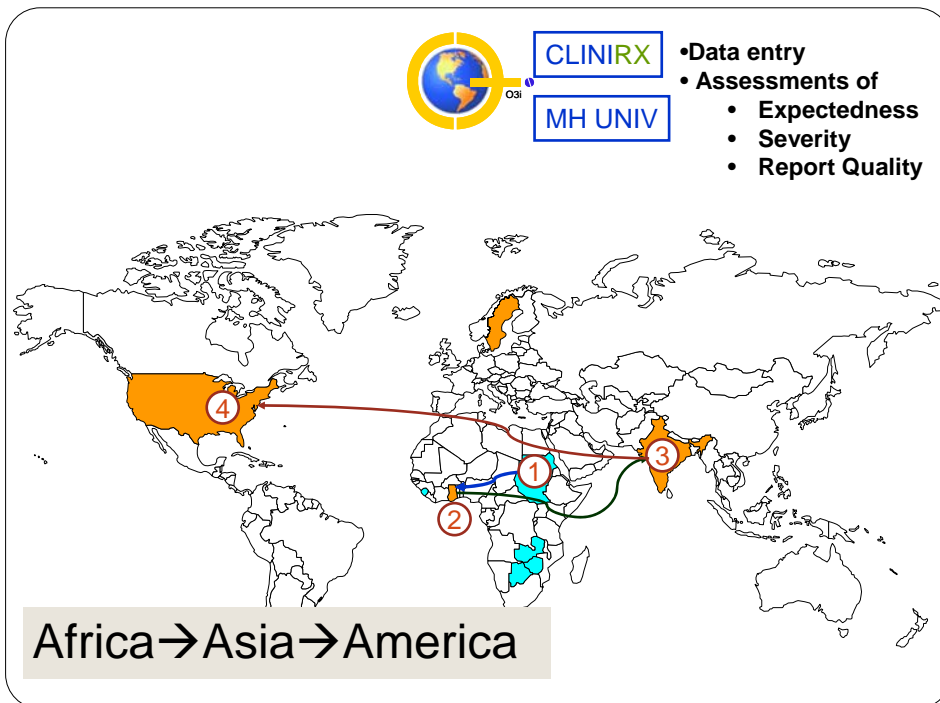 CLINIRX
O3i
MH UNIV
•Data entry
• Assessments of
• Expectedness
• Severity
• Report Quality
4
1
3
2
Africa→Asia→America